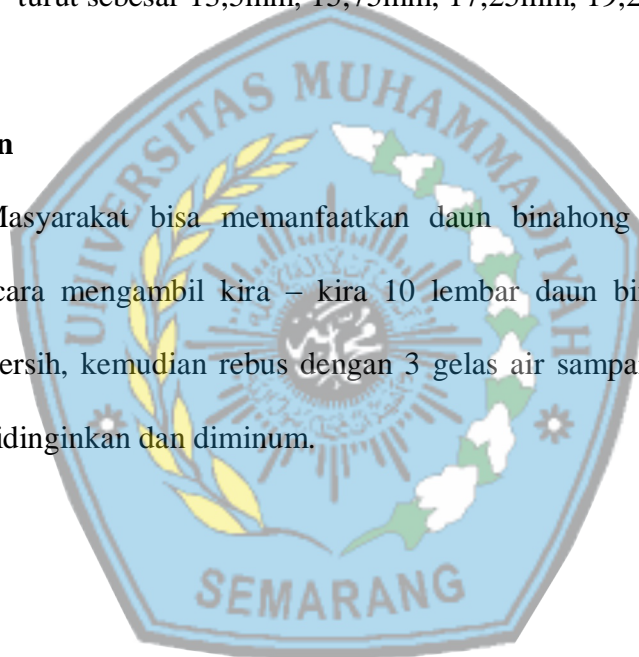 turut sebesar 13,5mm, 15,75mm, 17,25mm, 19,2
n
Masyarakat bisa memanfaatkan daun binahong
cara mengambil kira – kira 10 lembar daun bi
ersih, kemudian rebus dengan 3 gelas air sampa
idinginkan dan diminum.
UNIVERSITAS MUHAMMADIYAH
SEMARANG